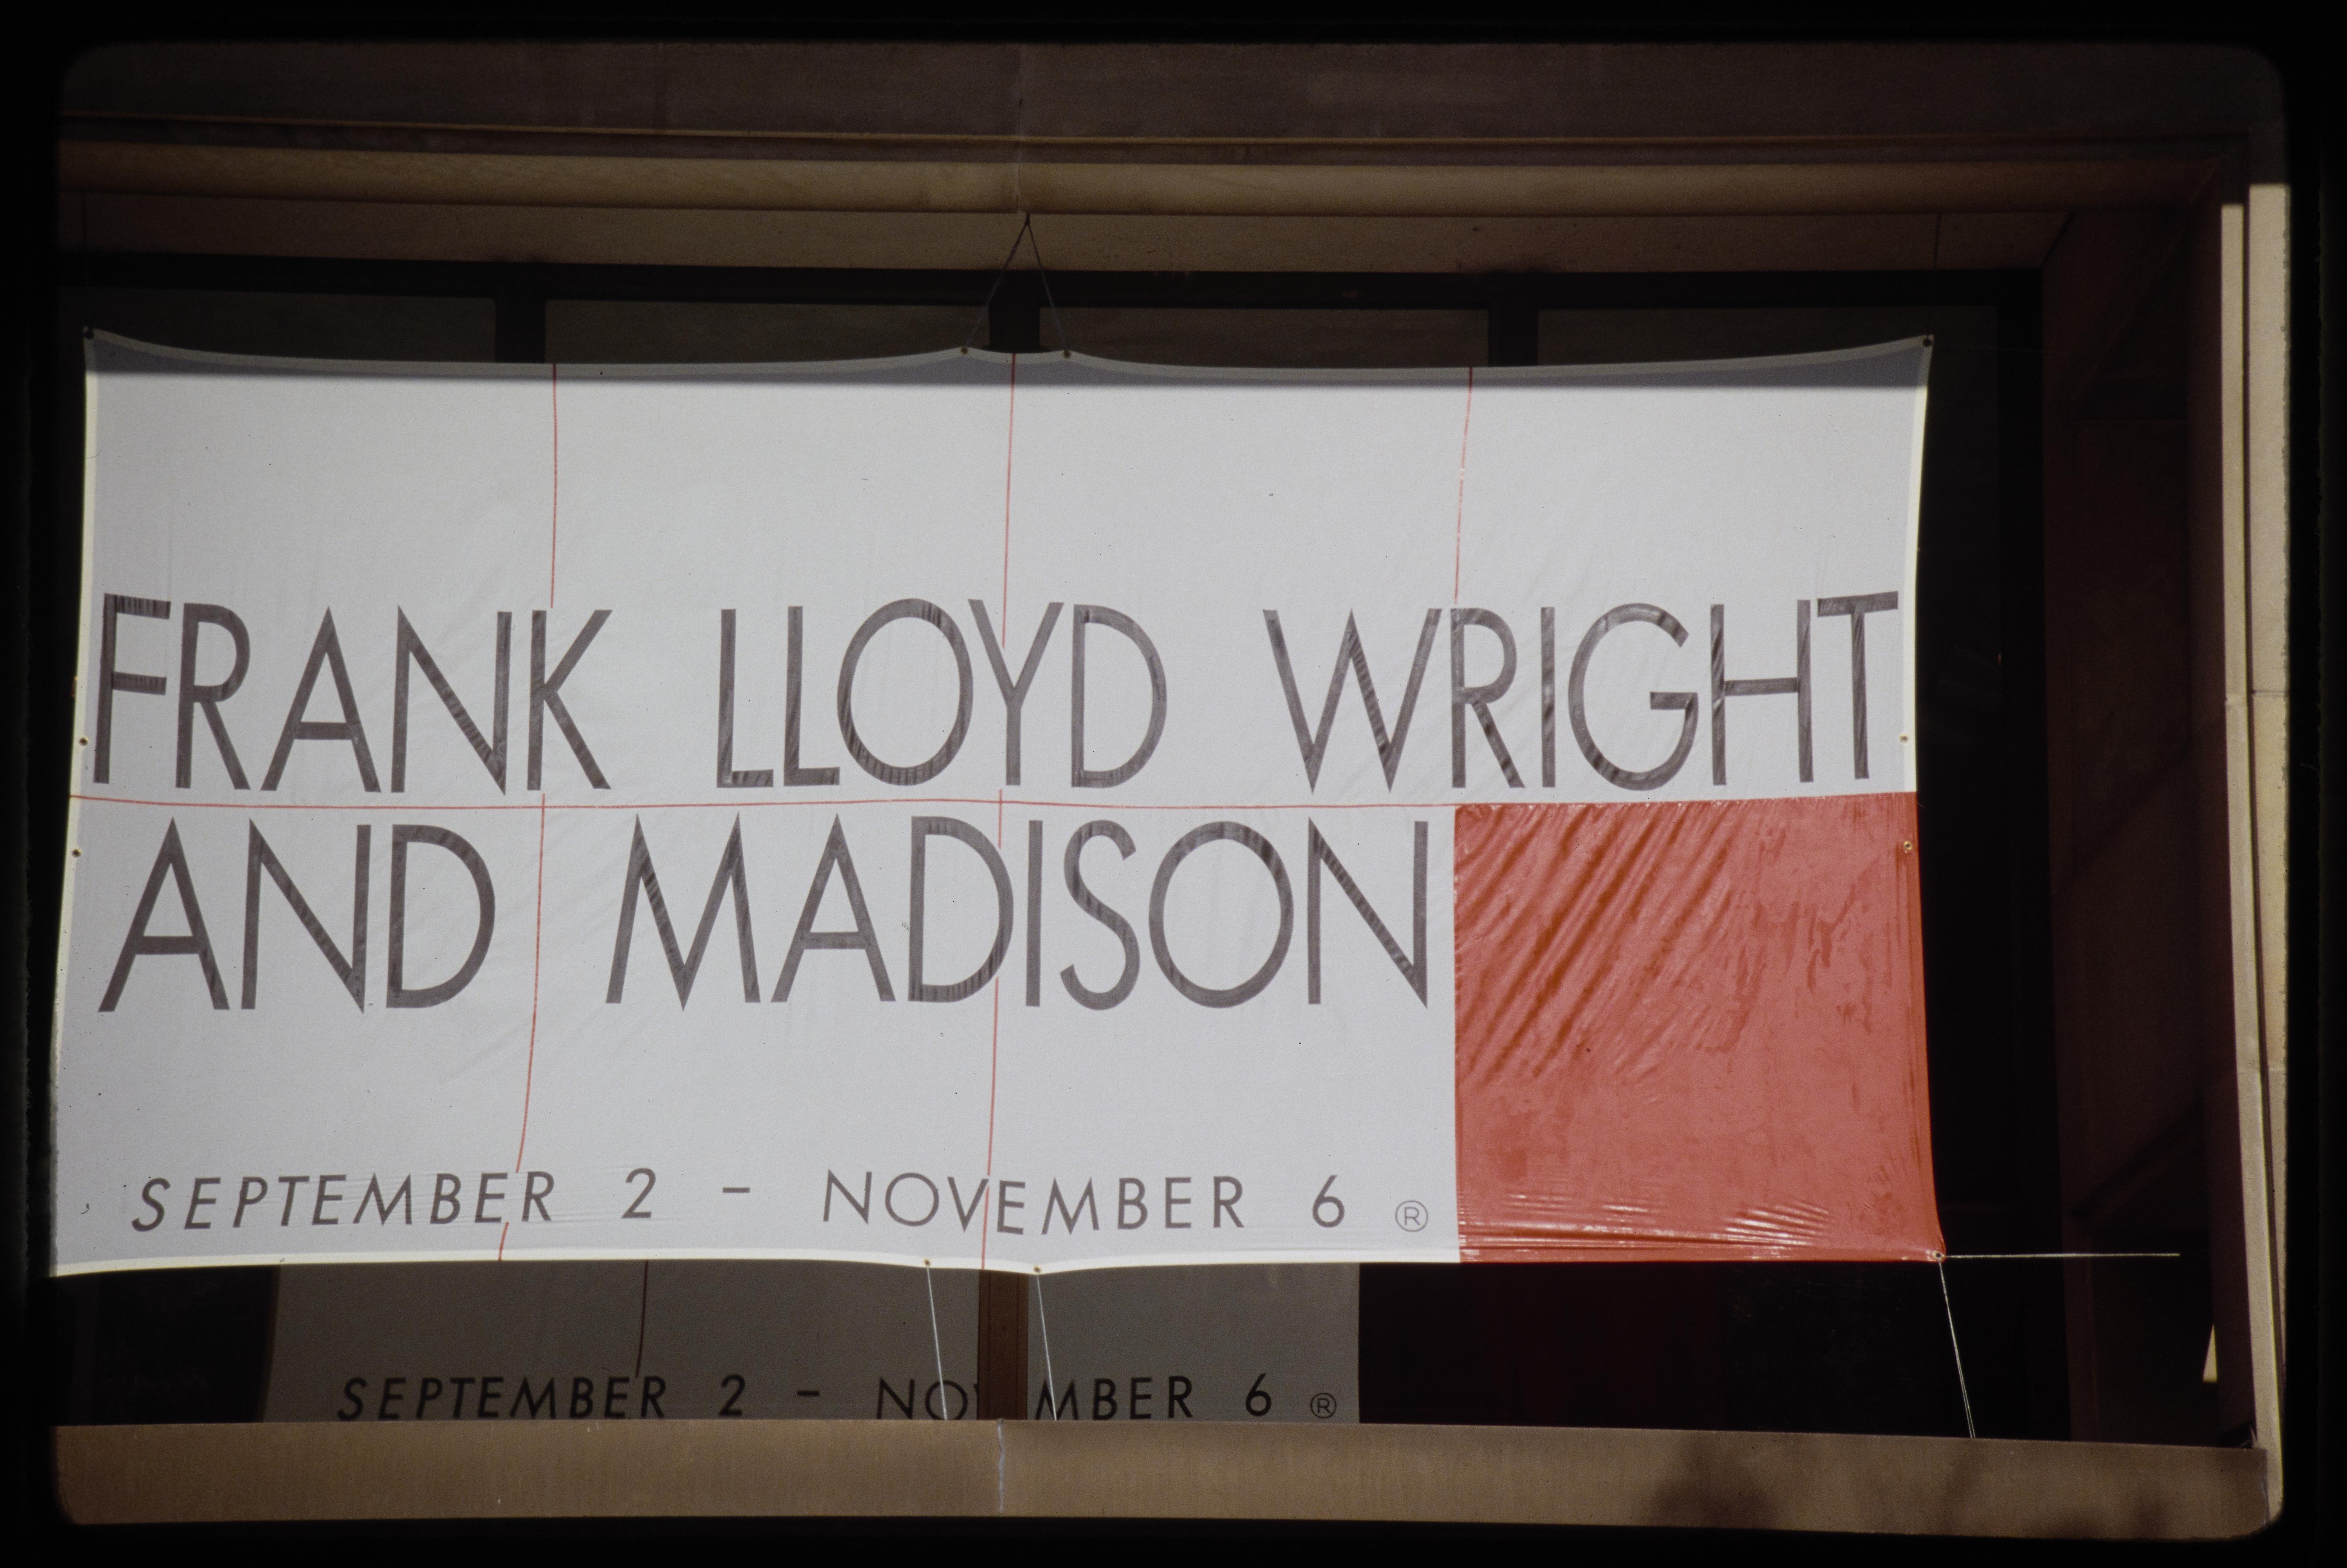 FRANK LLOYD WRIGHT
AND MADISON
SEPTEMBER 2 - NOVEMBER 6 ®
SEPTEMBER 2 - NO MBER 6 ®